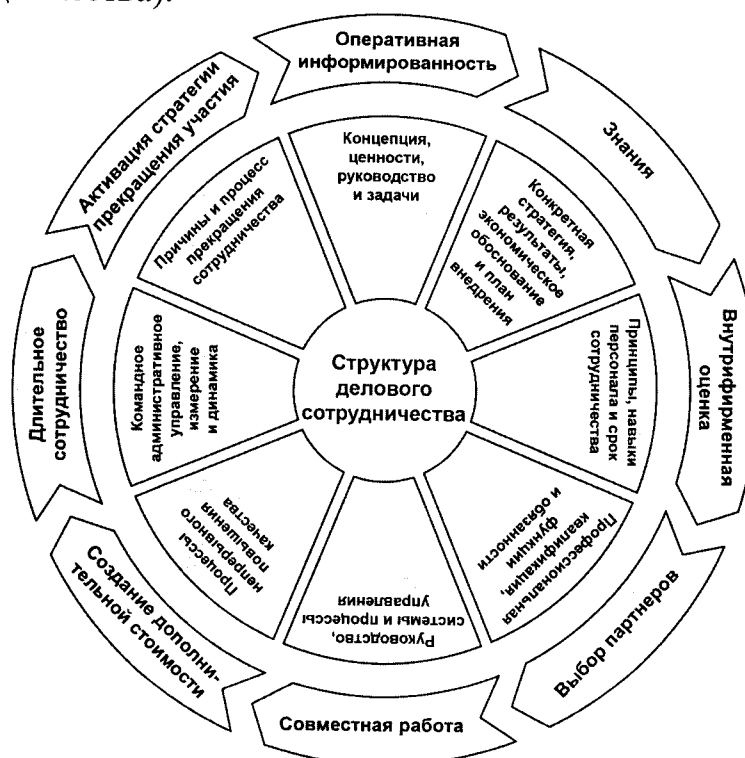 Оперативная
информированность
Знания
Внутрифирменная
оценка
Выбор партнеров
Совместная работа
Создание дополни-
тельной стоимости
Длительное
сотрудничество
Активация стратегии
прекращения участия
Концепция,
ценности,
руководство
и задачи
Конкретная
стратегия,
результаты,
экономическое
обоснование
и план
внедрения
Принципы, навыки
персонала и срок
сотрудничества
Профессиональная
квалификация,
функции
и обязанности
Руководство,
системы и процессы
управления
Процессы
непрерывного
повышения
качества
Командное
административное
управление,
измерение
и динамика
Причины и процесс
прекращения
сотрудничества
Структура
делового
сотрудничества